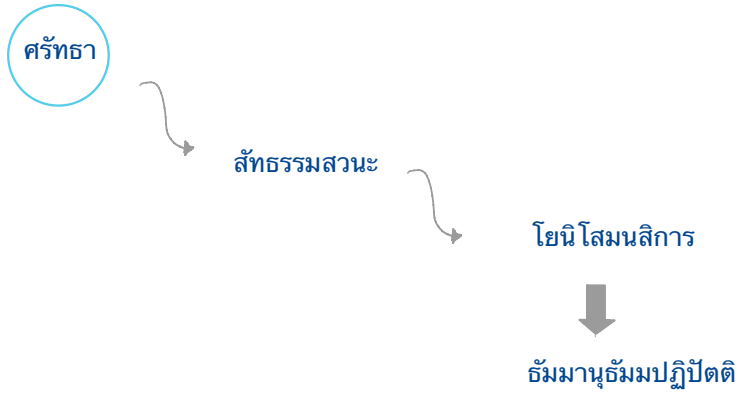 ศรัทธา
สัทธรรมสวนะ
โยนิโสมนสิการ
ธัมมานุธัมมปฏิปัตติ